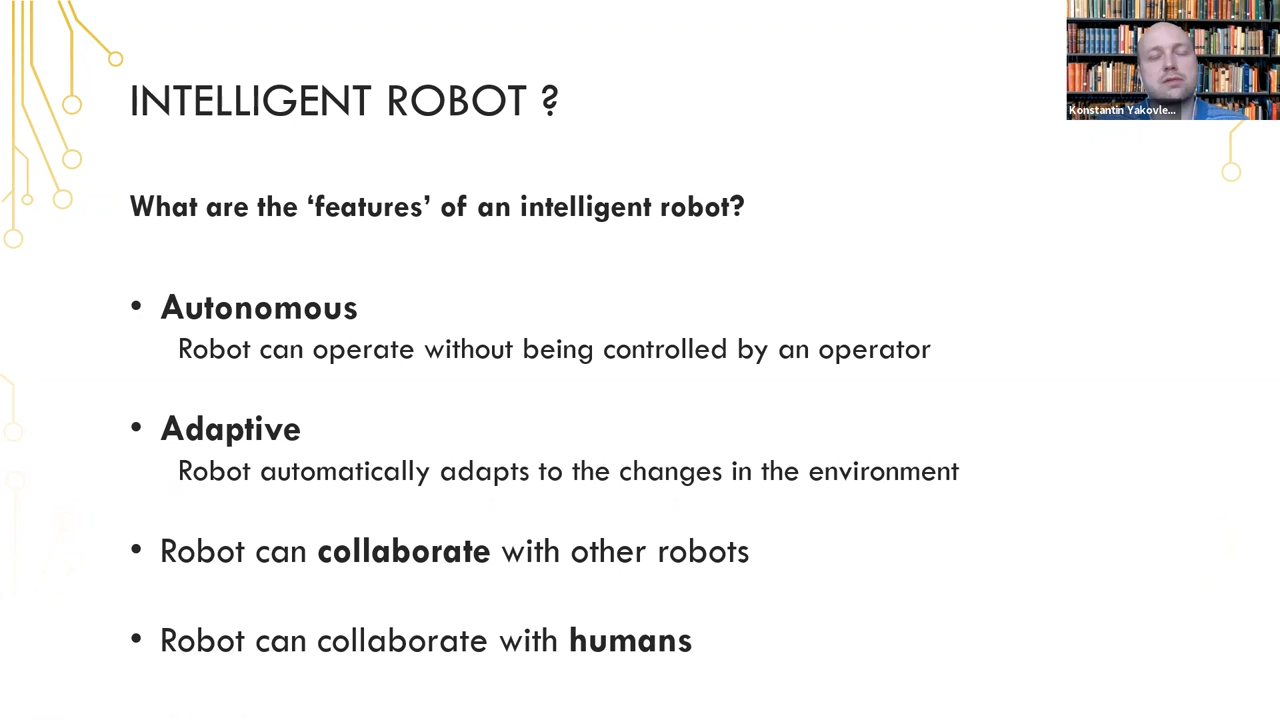 INTELLIGENT ROBOT ?
Konstantin Yakovle...
What are the ‘features’ of an intelligent robot?
• Autonomous
Robot can operate without being controlled by an operator
• Adaptive
Robot automatically adapts to the changes in the environment
• Robot can collaborate with other robots
• Robot can collaborate with humans